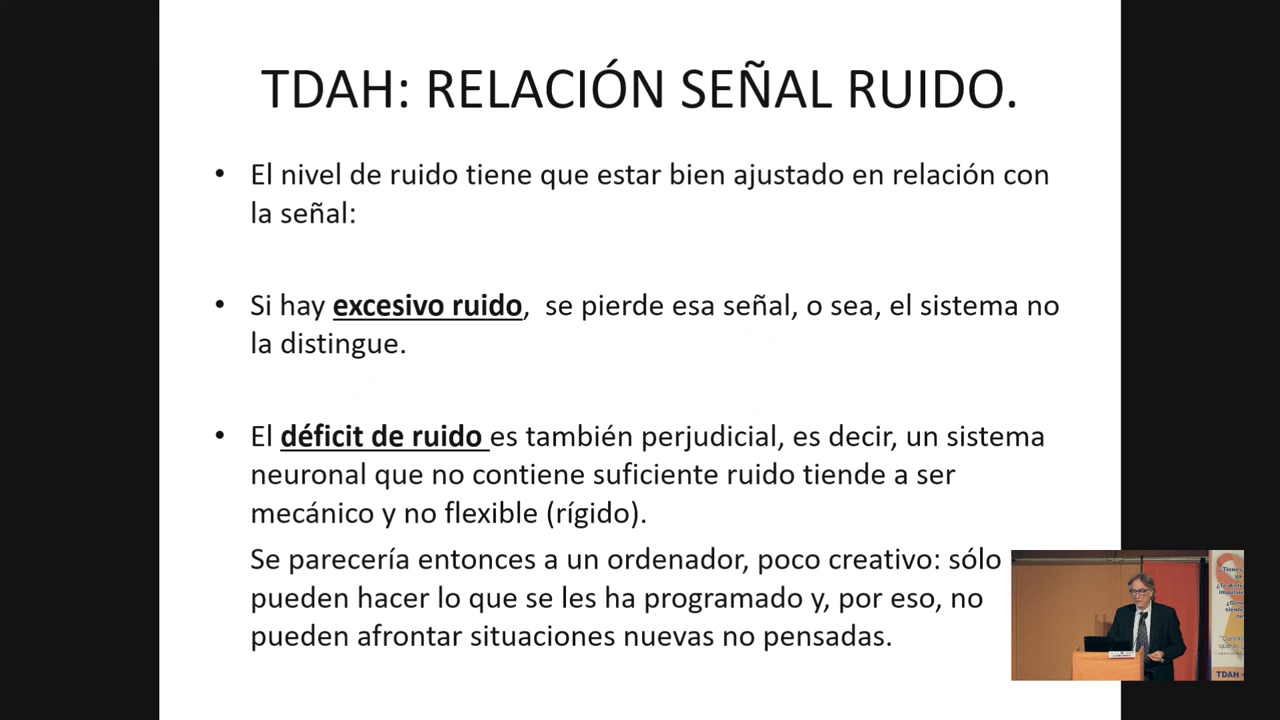 TDAH: RELACIÓN SEÑAL RUIDO.
• El nivel de ruido tiene que estar bien ajustado en relación con
la señal:
• Si hay excesivo ruido, se pierde esa señal, o sea, el sistema no
la distingue.
• El déficit de ruido es también perjudicial, es decir, un sistema
neuronal que no contiene suficiente ruido tiende a ser
mecánico y no flexible (rígido).
Se parecería entonces a un ordenador, poco creativo: sólo
pueden hacer lo que se les ha programado y, por eso, no
pueden afrontar situaciones nuevas no pensadas.
¿Tienes
ya
TDAH